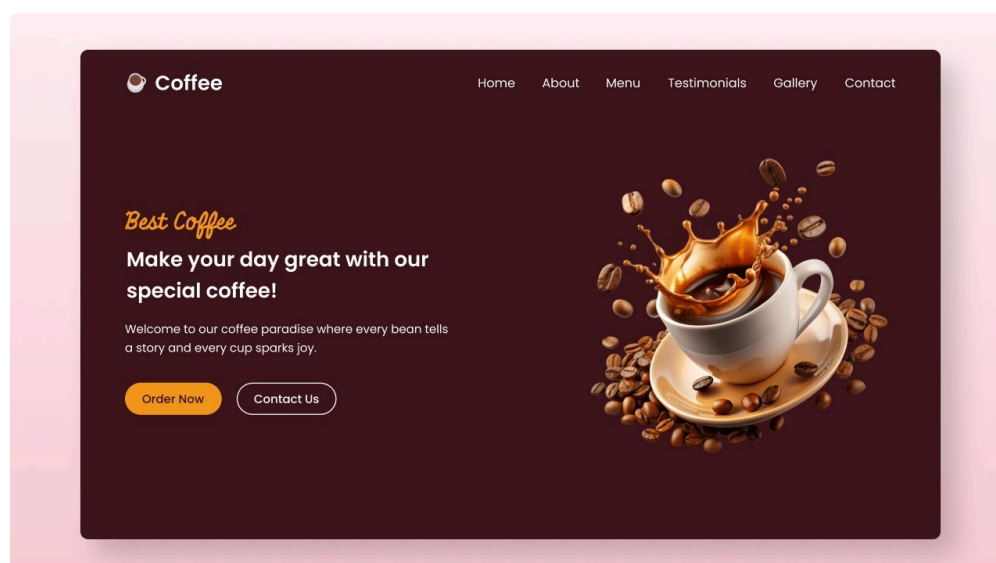 Coffee
Home About Menu Testimonials Gallery Contact
Best Coffee
Make your day great with our
special coffee!
Welcome to our coffee paradise where every bean tells
a story and every cup sparks joy.
Order Now Contact Us